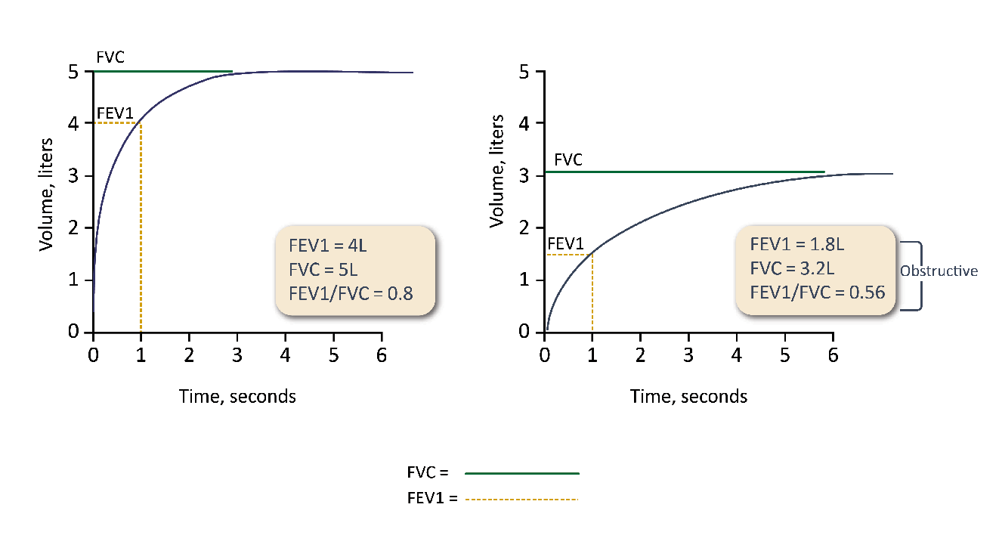 FVC
5
FEV1
4
3
2
1
0
Volume, liters
FEV1 = 4L
FVC = 5L
FEV1/FVC = 0.8
0 1 2 3 4 5 6
Time, seconds
5
4
FVC
3
2
FEV1
1
0
Volume, liters
FEV1 = 1.8L
FVC = 3.2L
FEV1/FVC = 0.56
Obstructive
0 1 2 3 4 5 6
Time, seconds
FVC =
FEV1 =